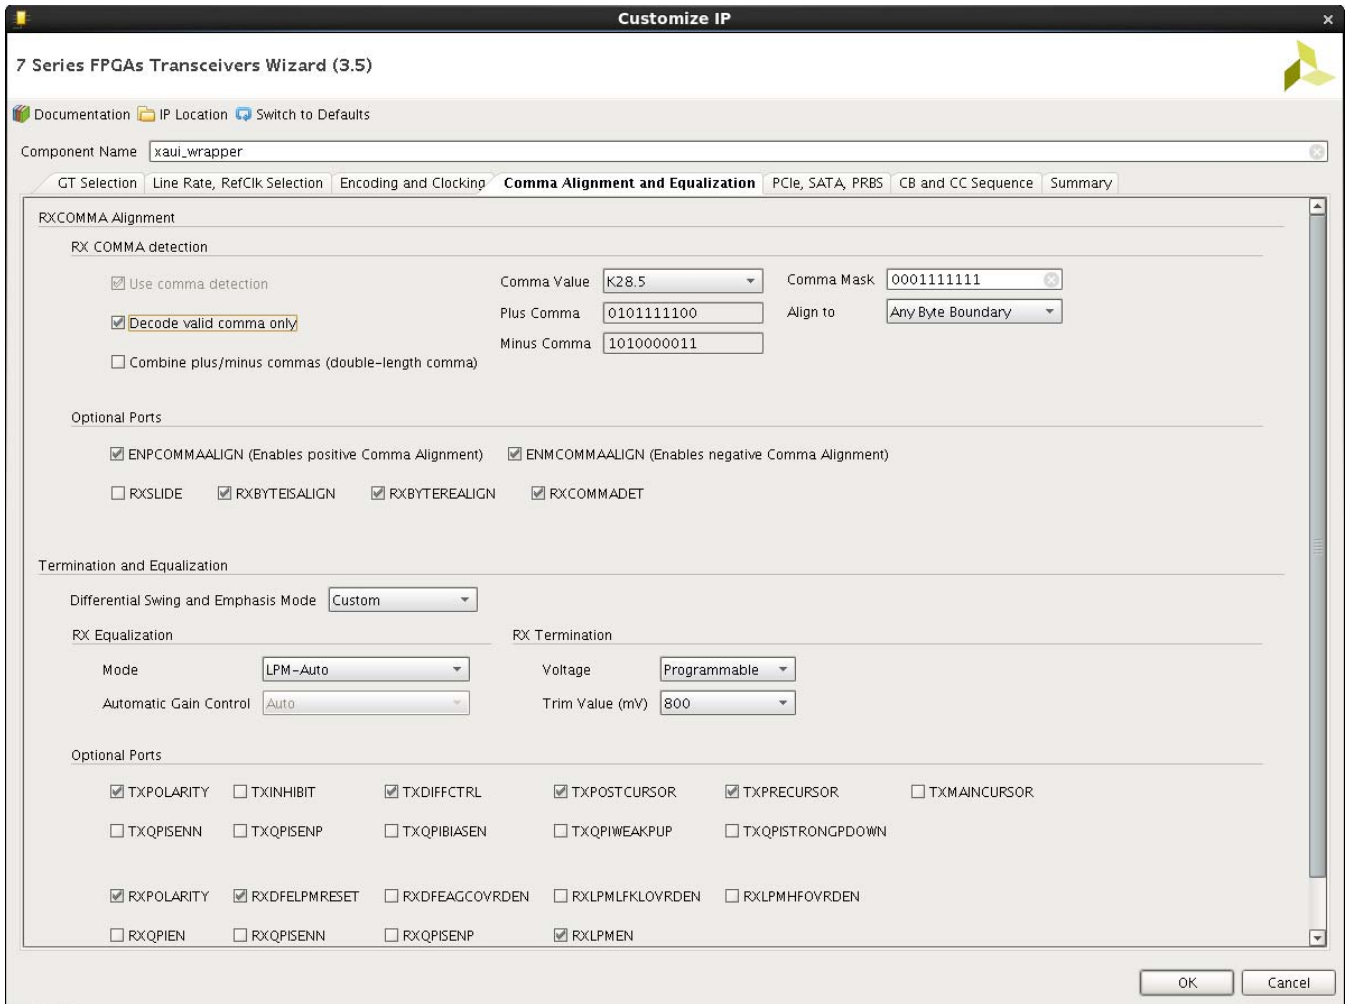 Customize IP
7 Series FPGAs Transceivers Wizard (3.5)
Documentation IP Location Switch to Defaults
Component Name xaui_wrapper
GT Selection Line Rate, RefClk Selection Encoding and Clocking Comma Alignment and Equalization PCIe, SATA, PRBS CB and CC Sequence Summary
RXCOMMA Alignment
RX COMMA detection
Use comma detection Comma Value K28.5 Comma Mask 0001111111
Decode valid comma only Plus Comma 0101111100 Align to Any Byte Boundary
Minus Comma 1010000011
Combine plus/minus commas (double-length comma)
Optional Ports
ENPCOMMAALIGN (Enables positive Comma Alignment) ENMCOMMAALIGN (Enables negative Comma Alignment)
RXSLIDE RXBYTEISALIGN RXBYTEREALIGN RXCOMMADET
Termination and Equalization
Differential Swing and Emphasis Mode Custom
RX Equalization RX Termination
Mode LPM-Auto Voltage Programmable
Automatic Gain Control Auto Trim Value (mV) 800
Optional Ports
TXPOLARITY TXINHIBIT TXDIFFCTRL TXPOSTCURSOR TXPRECURSOR TXMAINCURSOR
TXQPISENN TXQPISENP TXQPIBIASEN TXQPIWEAKPUP TXQPISTRONGPDOWN
RXPOLARITY RXDFELPMRESET RXDFEAGCOVRDEN RXLPMLFKLOVRDEN RXLPMHFOVRDEN
RXQPIEN RXQPISENN RXQPISENP RXLPMEN
OK Cancel